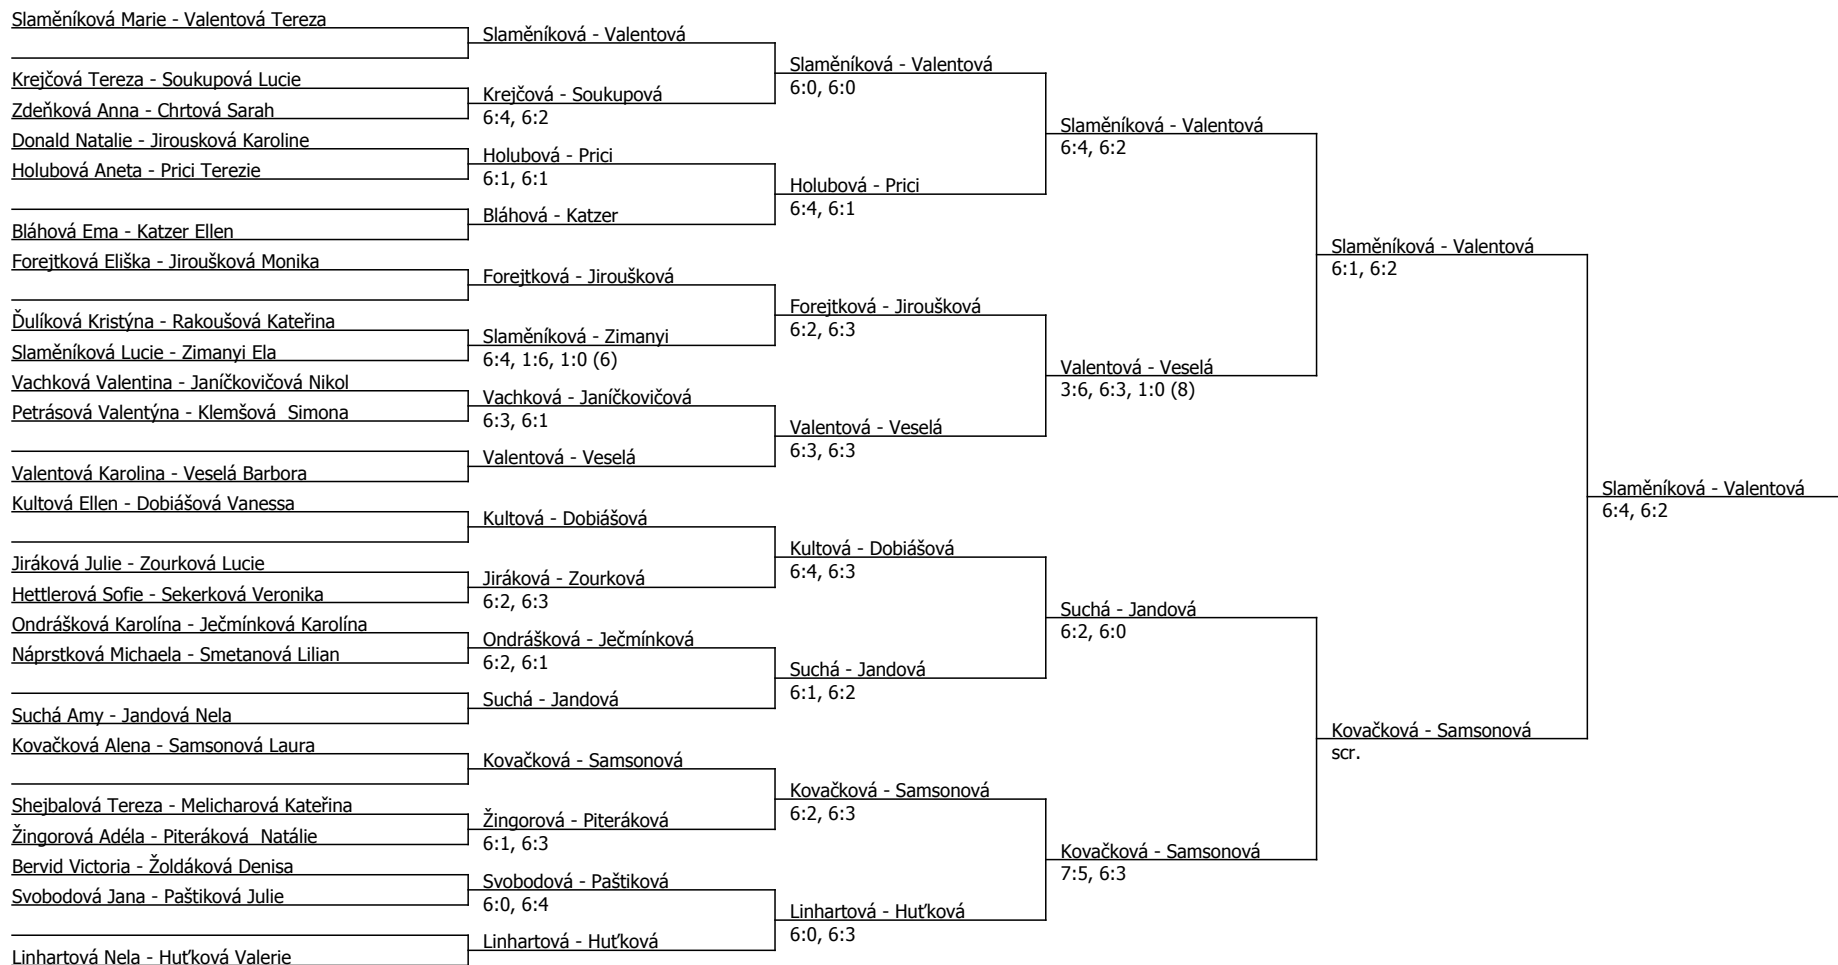 Slaměníková Marie - Valentová Tereza
Krejčová Tereza - Soukupová Lucie
Zdeňková Anna - Chrtová Sarah
Donald Natalie - Jirousková Karoline
Holubová Aneta - Prici Terezie
Bláhová Ema - Katzer Ellen
Forejtková Eliška - Jiroušková Monika
Ďulíková Kristýna - Rakoušová Kateřina
Slaměníková Lucie - Zimanyi Ela
Vachková Valentina - Janíčkovičová Nikol
Petrásová Valentýna - Klemšová  Simona
Valentová Karolina - Veselá Barbora
Kultová Ellen - Dobiášová Vanessa
Jiráková Julie - Zourková Lucie
Hettlerová Sofie - Sekerková Veronika
Ondrášková Karolína - Ječmínková Karolína
Náprstková Michaela - Smetanová Lilian
Suchá Amy - Jandová Nela
Kovačková Alena - Samsonová Laura
Shejbalová Tereza - Melicharová Kateřina
Žingorová Adéla - Piteráková  Natálie
Bervid Victoria - Žoldáková Denisa
Svobodová Jana - Paštiková Julie
Linhartová Nela - Huťková Valerie
Slaměníková - Valentová
Krejčová - Soukupová
6:4, 6:2
Holubová - Prici
6:1, 6:1
Bláhová - Katzer
Forejtková - Jiroušková
Slaměníková - Zimanyi
6:4, 1:6, 1:0 (6)
Vachková - Janíčkovičová
6:3, 6:1
Valentová - Veselá
Kultová - Dobiášová
Jiráková - Zourková
6:2, 6:3
Ondrášková - Ječmínková
6:2, 6:1
Suchá - Jandová
Kovačková - Samsonová
Žingorová - Piteráková
6:1, 6:3
Svobodová - Paštiková
6:0, 6:4
Linhartová - Huťková
Slaměníková - Valentová
6:0, 6:0
Holubová - Prici
6:4, 6:1
Forejtková - Jiroušková
6:2, 6:3
Valentová - Veselá
6:3, 6:3
Kultová - Dobiášová
6:4, 6:3
Suchá - Jandová
6:1, 6:2
Kovačková - Samsonová
6:2, 6:3
Linhartová - Huťková
6:0, 6:3
Slaměníková - Valentová
6:4, 6:2
Valentová - Veselá
3:6, 6:3, 1:0 (8)
Suchá - Jandová
6:2, 6:0
Kovačková - Samsonová
7:5, 6:3
Slaměníková - Valentová
6:1, 6:2
Kovačková - Samsonová
scr.
Slaměníková - Valentová
6:4, 6:2